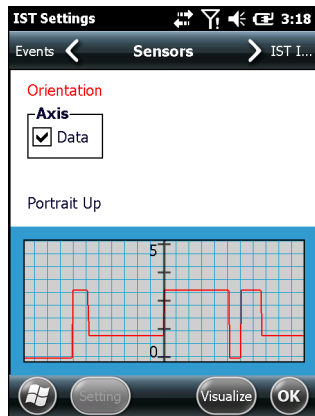 IST Settings 3:18
Events Sensors IST I...
Orientation
Axis
Data
Portrait Up
5
0
Setting Visualize OK